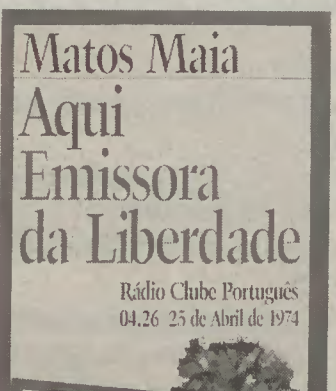 Matos Maia
Aqui
Emissora
da Liberdade
Rádio Clube Português
04.26 25 de Abril de 1974